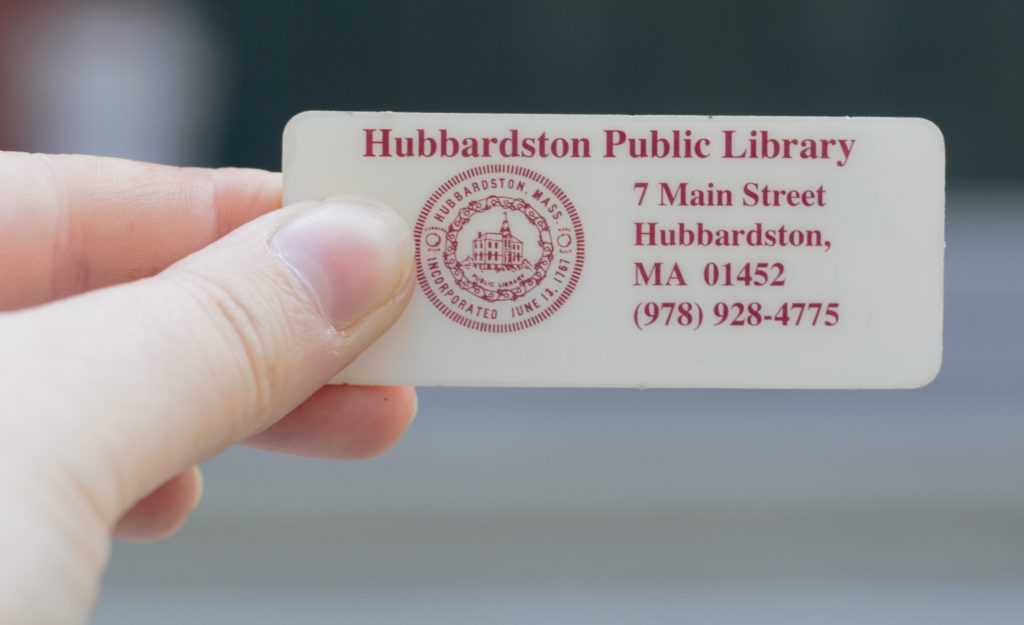 Hubbardston Public Library
HUBBARDSTON, MASS.
PUBLIC LIBRARY
INCORPORATED JUNE 13, 1767
7 Main Street
Hubbardston,
MA 01452
(978) 928-4775